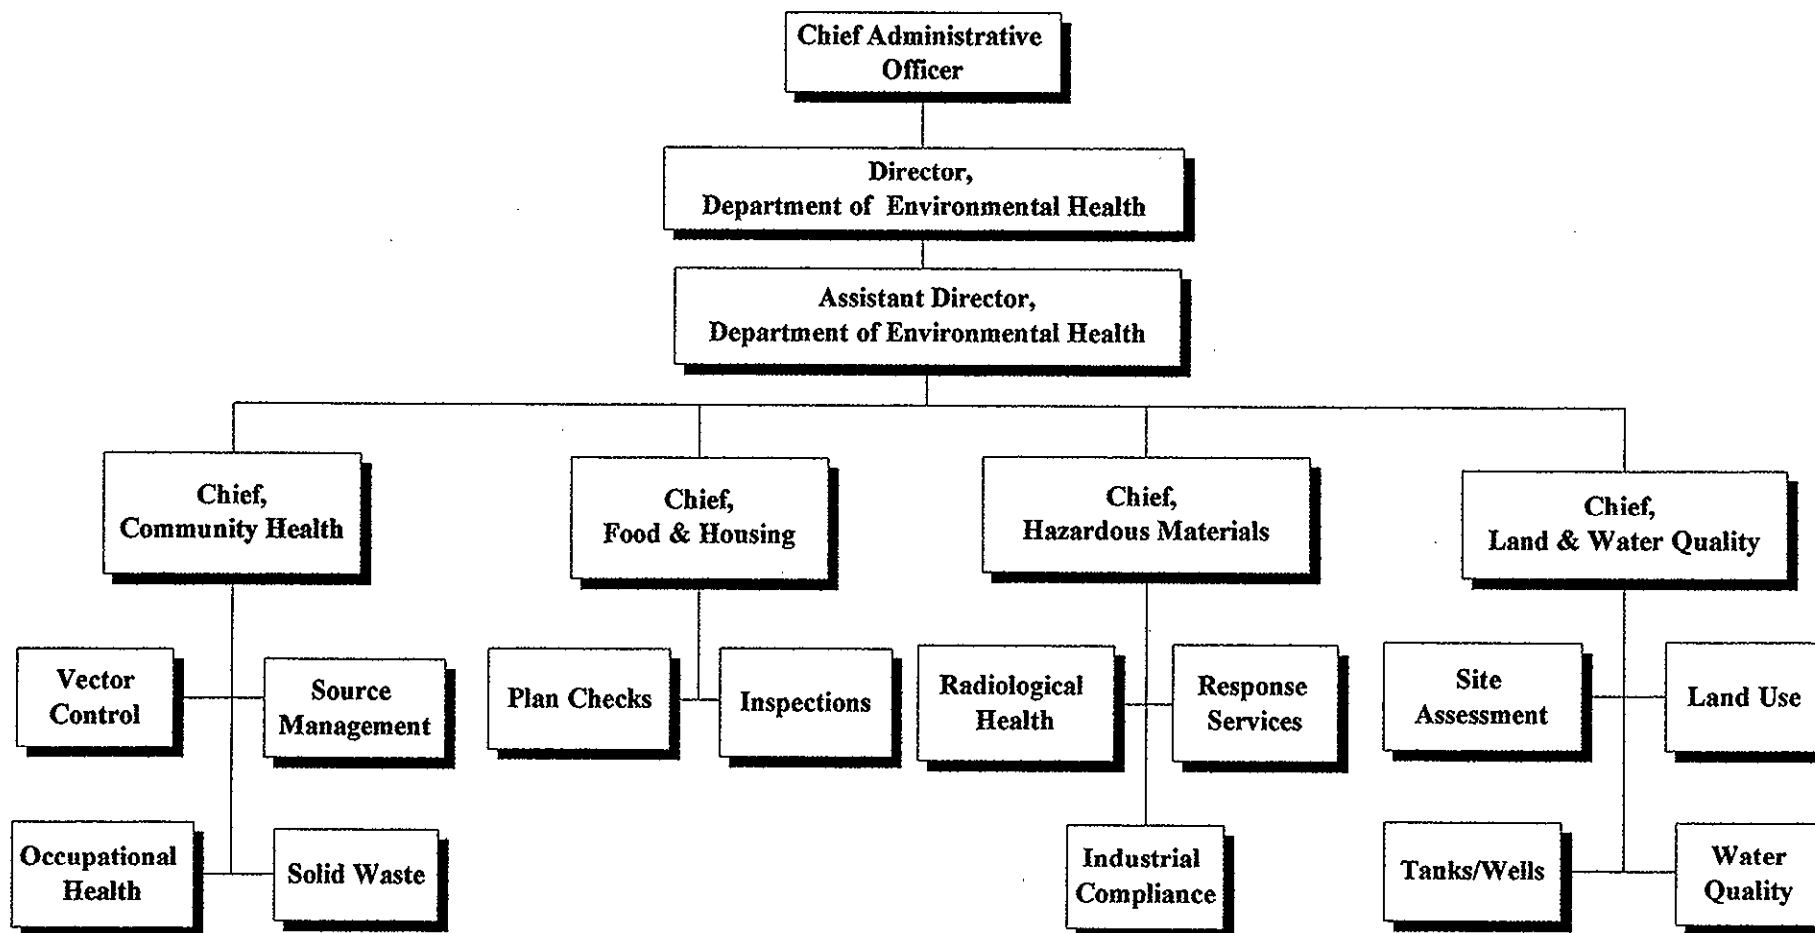 Chief Administrative
Officer
Director,
Department of Environmental Health
Assistant Director,
Department of Environmental Health
Chief,
Community Health
Chief,
Food & Housing
Chief,
Hazardous Materials
Chief,
Land & Water Quality
Vector
Control
Source
Management
Plan Checks
Inspections
Radiological
Health
Response
Services
Site
Assessment
Land Use
Occupational
Health
Solid Waste
Industrial
Compliance
Tanks/Wells
Water
Quality